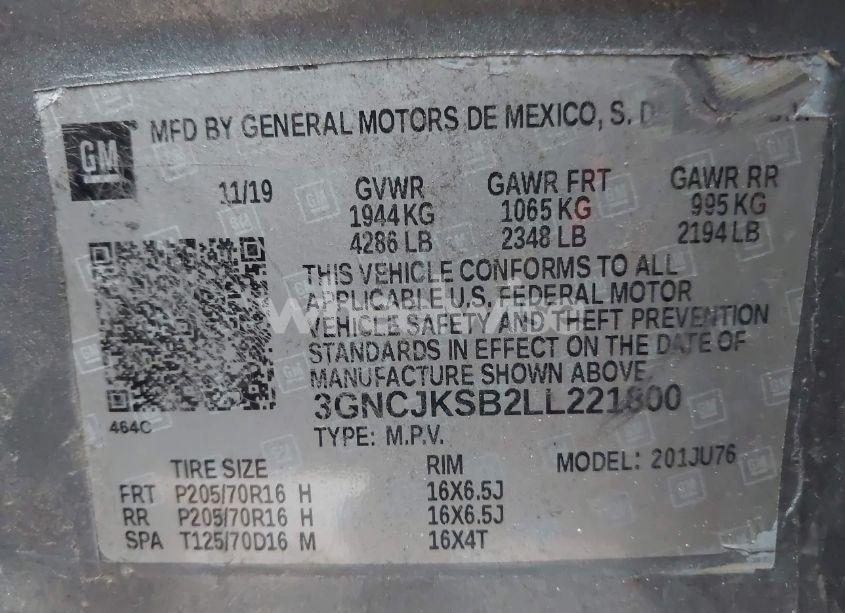 GM
MFD BY GENERAL MOTORS DE MEXICO, S.
11/19
GVWR
1944 KG
4286 LB
GAWR FRT
1065 KG
2348 LB
GAWR RR
995 KG
2194 LB
THIS VEHICLE CONFORMS TO ALL
APPLICABLE U.S. FEDERAL MOTOR
VEHICLE SAFETY AND THEFT PREVENTION
STANDARDS IN EFFECT ON THE DATE OF
MANUFACTURE SHOWN ABOVE.
3GNCJKSB2LL221800
464C
TYPE: M.P.V.
MODEL: 201JU76
TIRE SIZE RIM
FRT P205/70R16 H 16X6.5J
RR P205/70R16 H 16X6.5J
SPA T125/70D16 M 16X4T